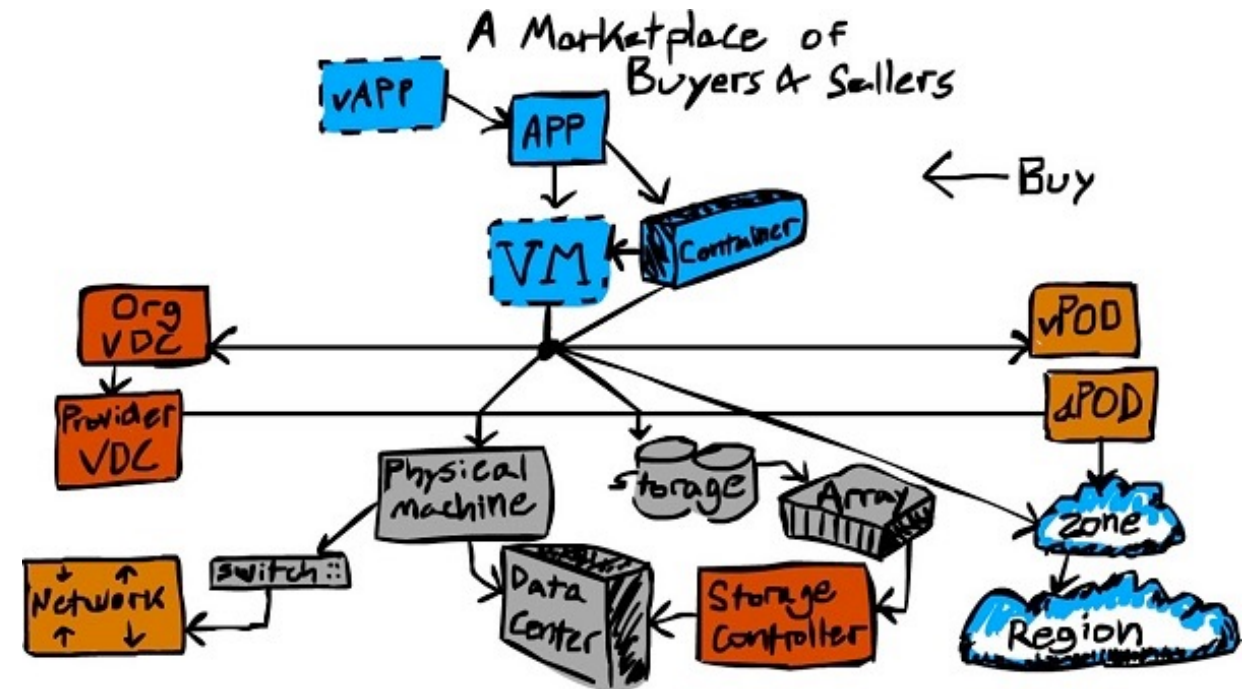 A Marketplace of
Buyers & Sellers
vAPP
APP
Buy
VM
Container
Org
VDC
vPOD
Provider
VDC
dPOD
Physical
machine
Storage
Array
zone
switch ::
Network
Data
Center
Storage
Controller
Region